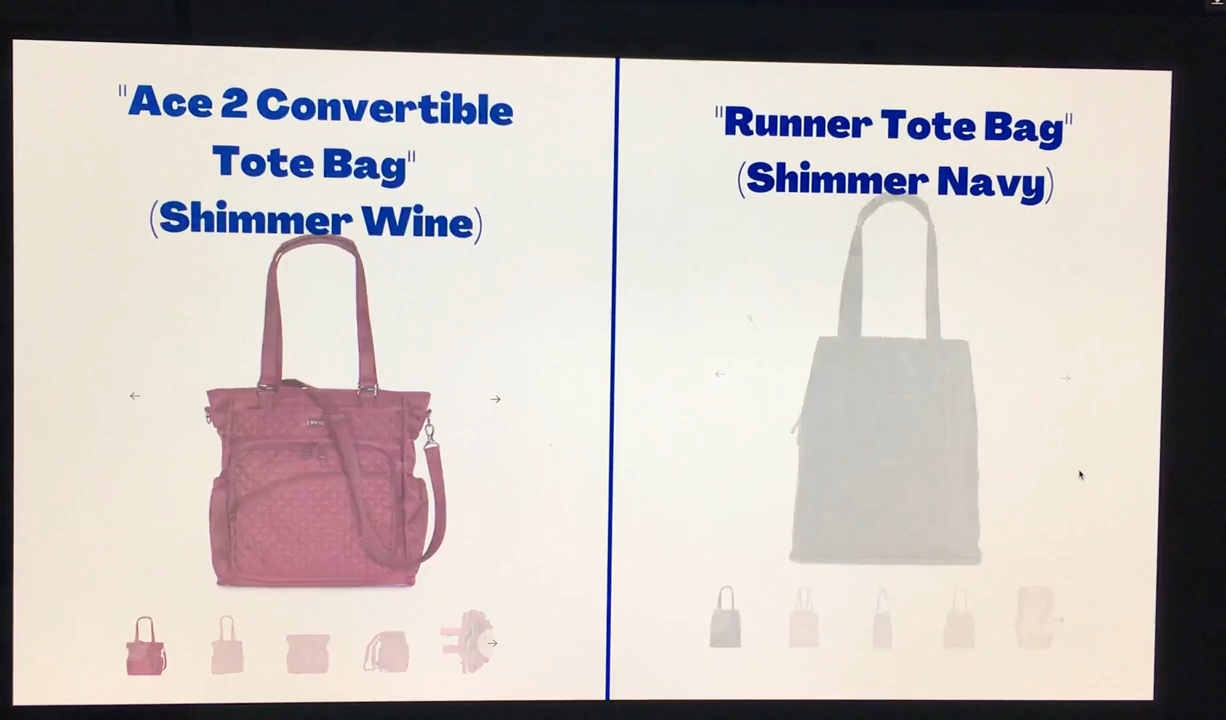 "Ace 2 Convertible
Tote Bag"
(Shimmer Wine)
"Runner Tote Bag"
(Shimmer Navy)